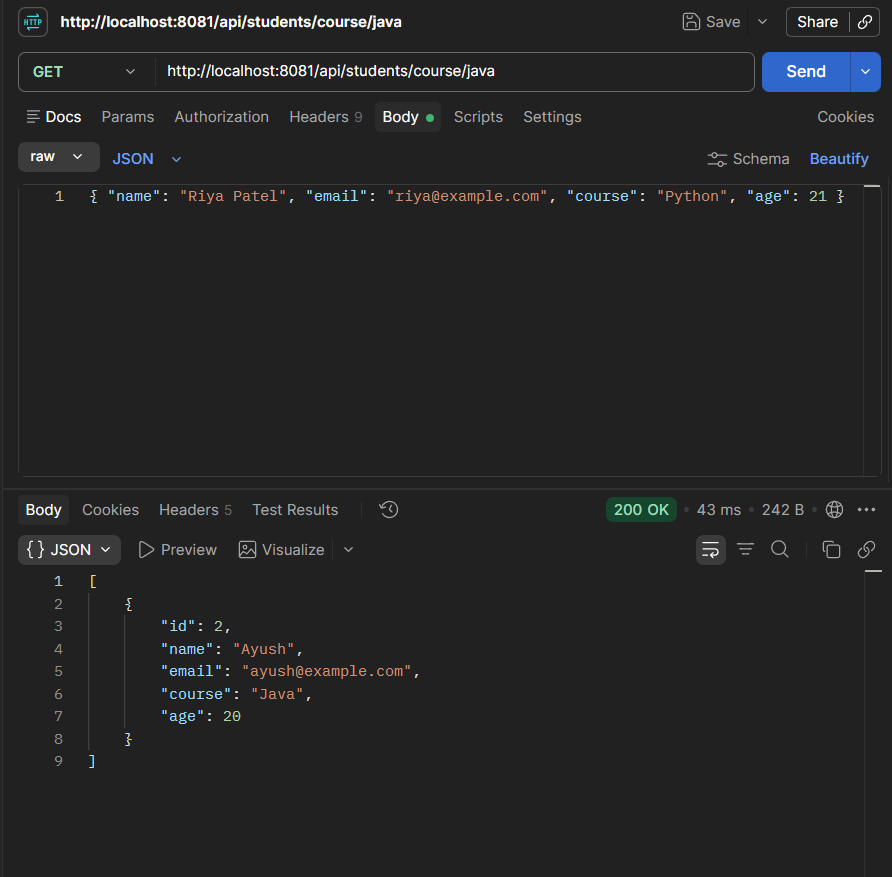 HTTP http://localhost:8081/api/students/course/java Save Share
GET http://localhost:8081/api/students/course/java Send
Docs Params Authorization Headers 9 Body Scripts Settings Cookies
raw JSON Schema Beautify
1 { "name": "Riya Patel", "email": "riya@example.com", "course": "Python", "age": 21 }
Body Cookies Headers 5 Test Results 200 OK • 43 ms • 242 B •
{} JSON Preview Visualize
1 [
2 {
3 "id": 2,
4 "name": "Ayush",
5 "email": "ayush@example.com",
6 "course": "Java",
7 "age": 20
8 }
9 ]